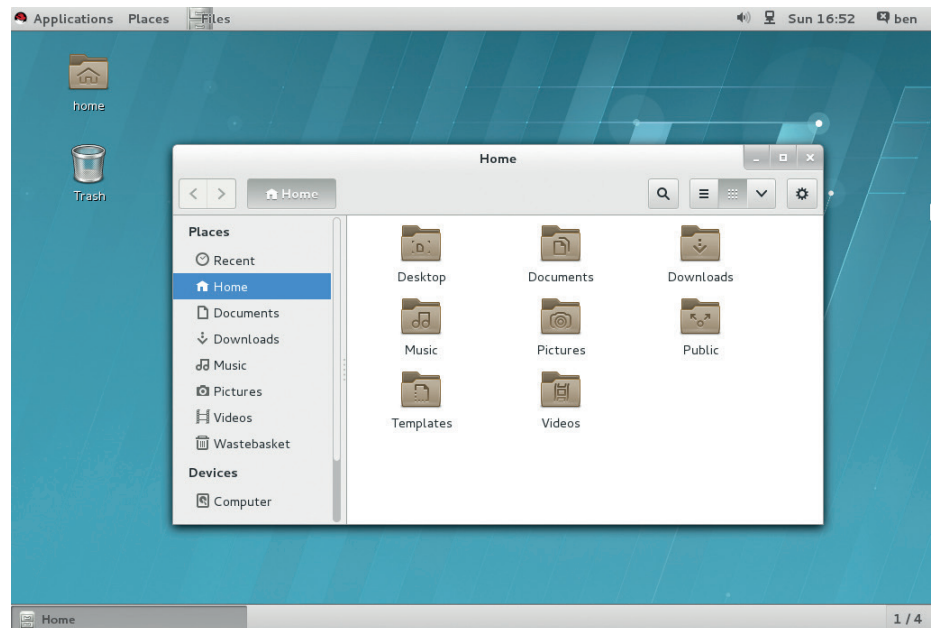 Applications Places Files Sun 16:52 ben
home
Trash
Home
Home
Places
Recent
Home
Documents
Downloads
Music
Pictures
Videos
Wastebasket
Devices
Computer
Desktop Documents Downloads
Music Pictures Public
Templates Videos
Home 1 / 4